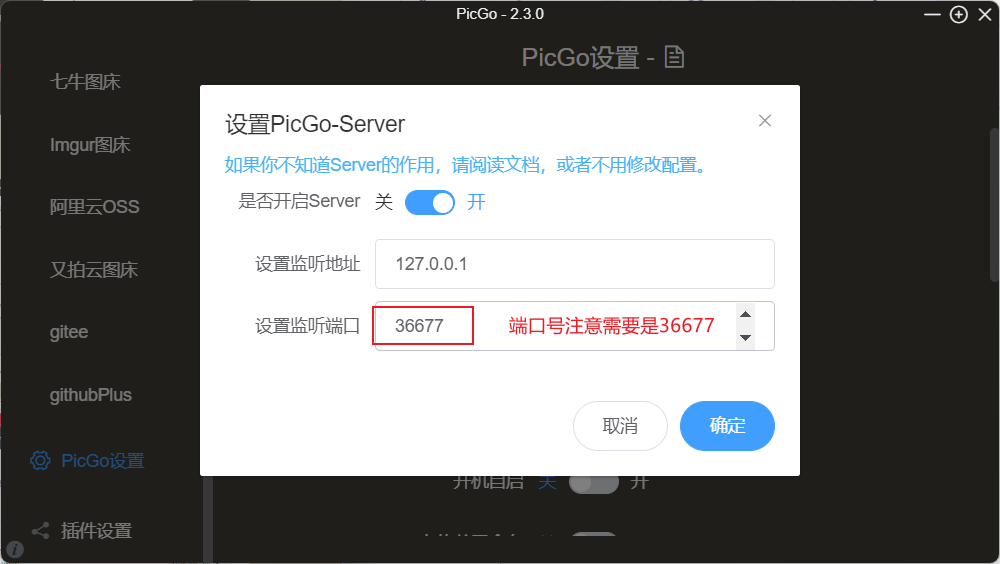 PicGo - 2.3.0
PicGo设置 -
七牛图床
Imgur图床
阿里云OSS
又拍云图床
gitee
githubPlus
PicGo设置
插件设置
设置PicGo-Server
如果你不知道Server的作用，请阅读文档，或者不用修改配置。
是否开启Server 关 开
设置监听地址 127.0.0.1
设置监听端口 36677 端口号注意需要是36677
取消 确定
开机自启 关 开